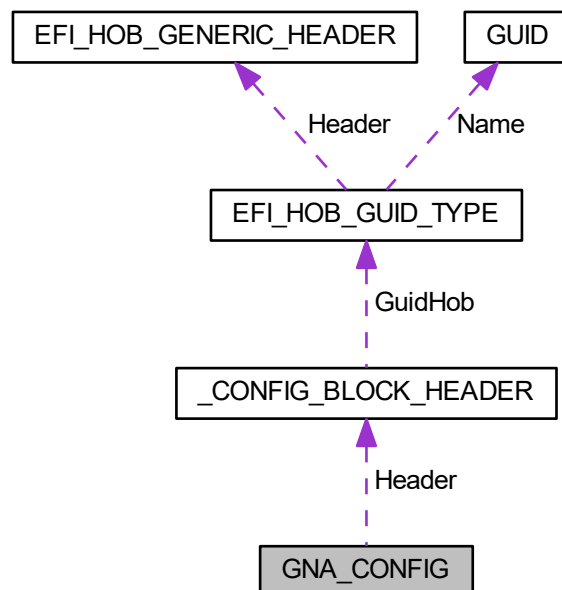 EFI_HOB_GENERIC_HEADER
GUID
Header
Name
EFI_HOB_GUID_TYPE
GuidHob
_CONFIG_BLOCK_HEADER
Header
GNA_CONFIG